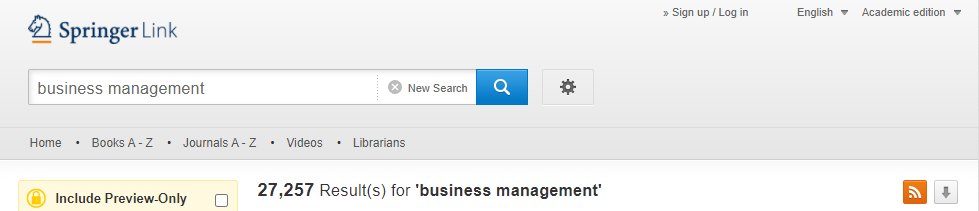 » Sign up / Log in English Academic edition
Springer Link
business management New Search
Home • Books A - Z • Journals A - Z • Videos • Librarians
Include Preview-Only
27,257 Result(s) for 'business management'